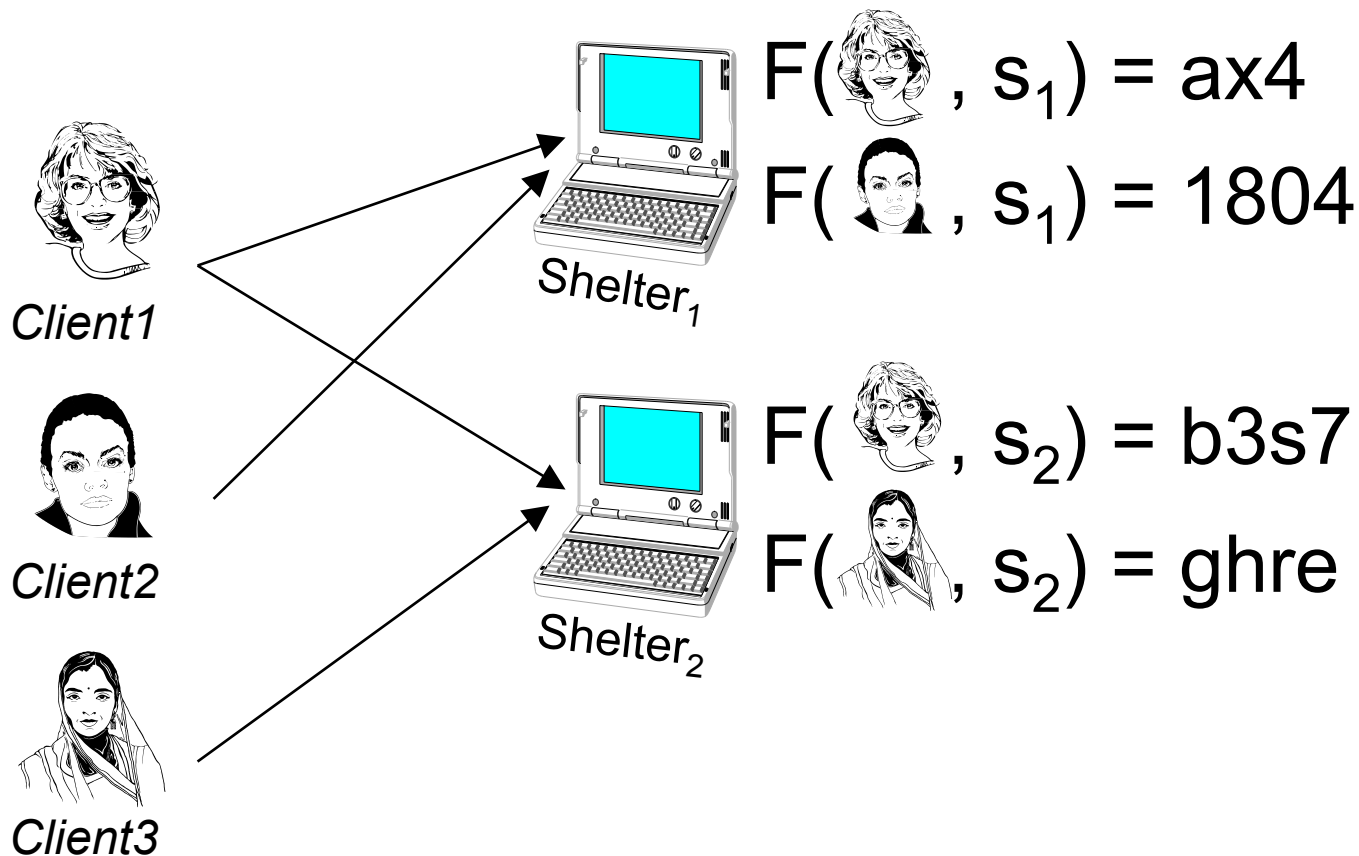 F( , s₁) = ax4
F( , s₁) = 1804
Shelter₁
Client1
F( , s₂) = b3s7
F( , s₂) = ghre
Client2
Shelter₂
Client3